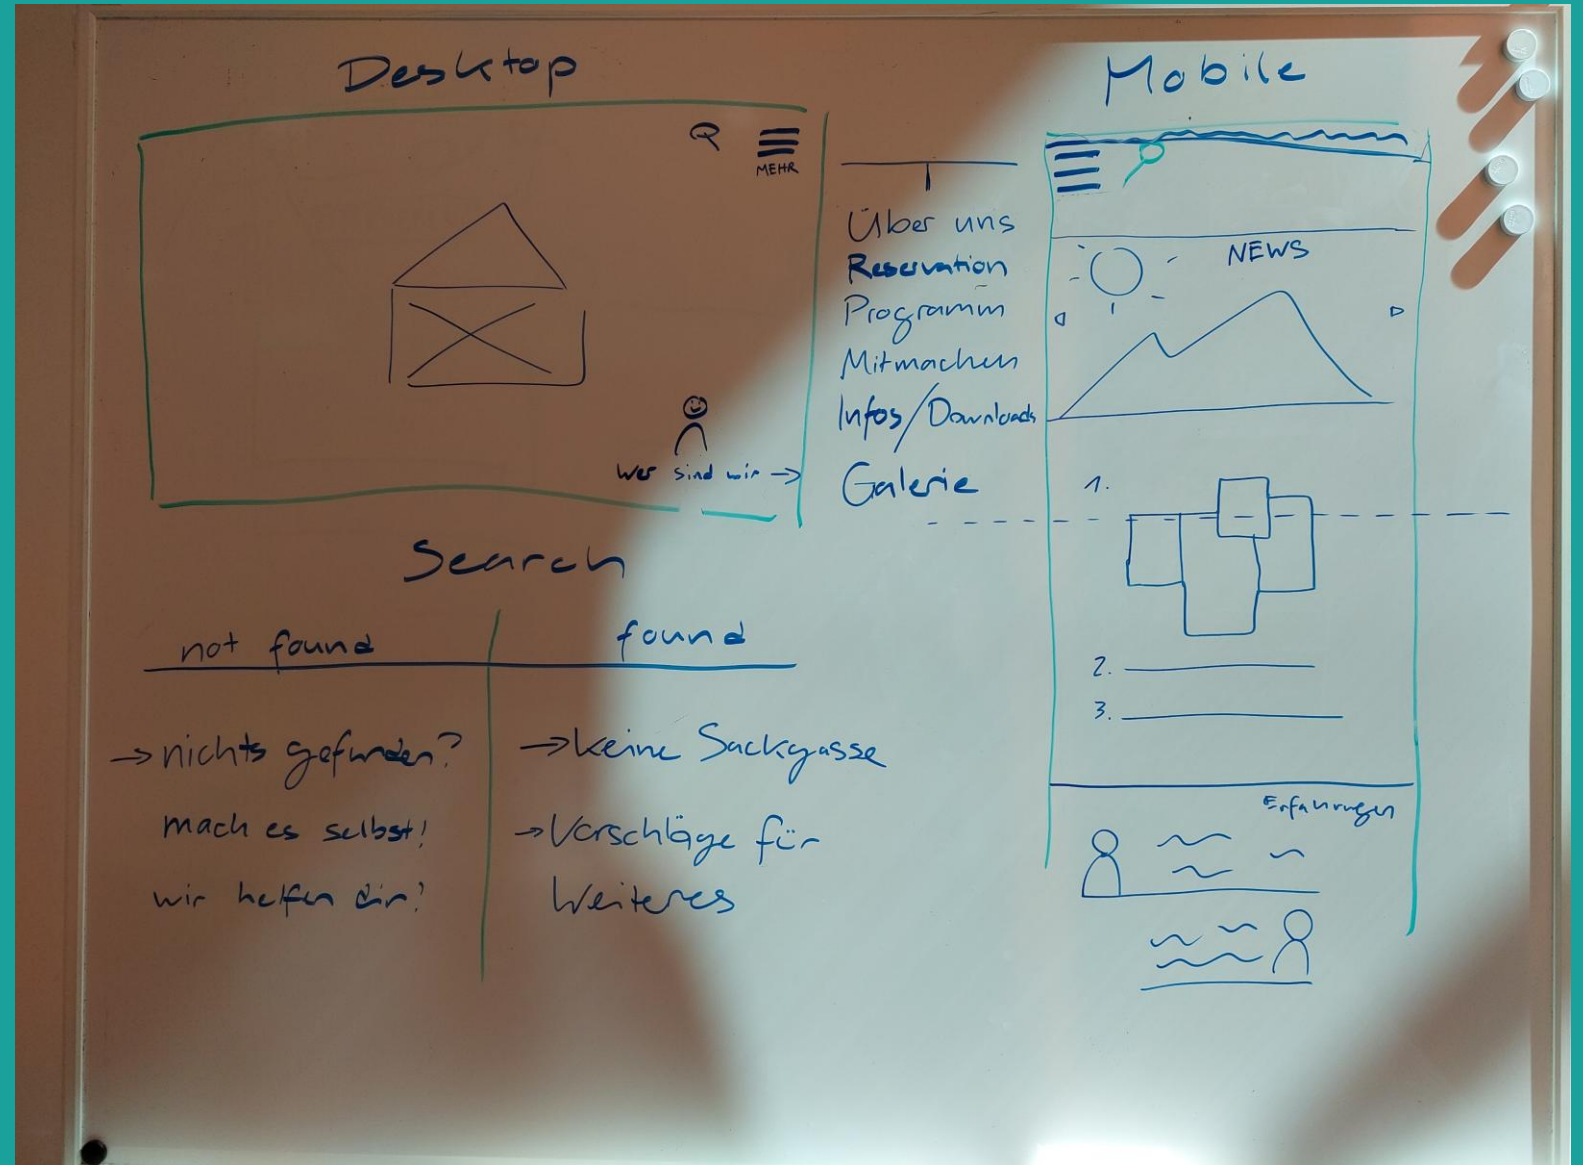 Desktop
MEHR
Wer sind wir →
Über uns
Reservation
Programm
Mitmachen
Infos/Downloads
Galerie
Mobile
NEWS
1.
2.
3.
Erfahrungen
Search
not found
found
→ nichts gefunden?
mach es selbst!
wir helfen dir?
→ keine Sackgasse
→ Vorschläge für
Weiteres